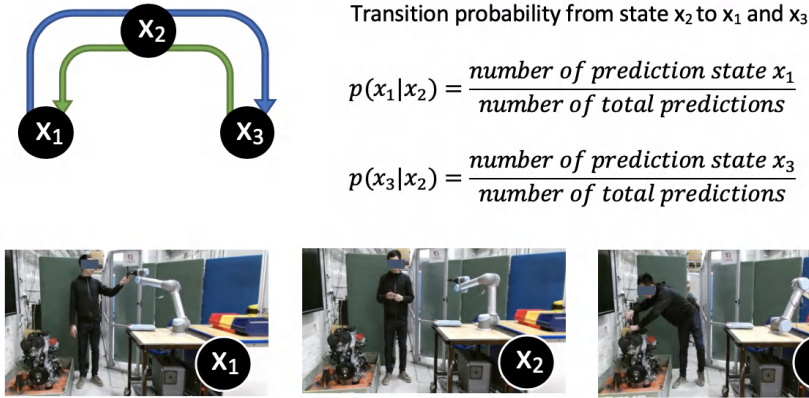 X₂
X₁
X₃
Transition probability from state x₂ to x₁ and x₃
p(x₁|x₂) = number of prediction state x₁ / number of total predictions
p(x₃|x₂) = number of prediction state x₃ / number of total predictions
X₁
X₂